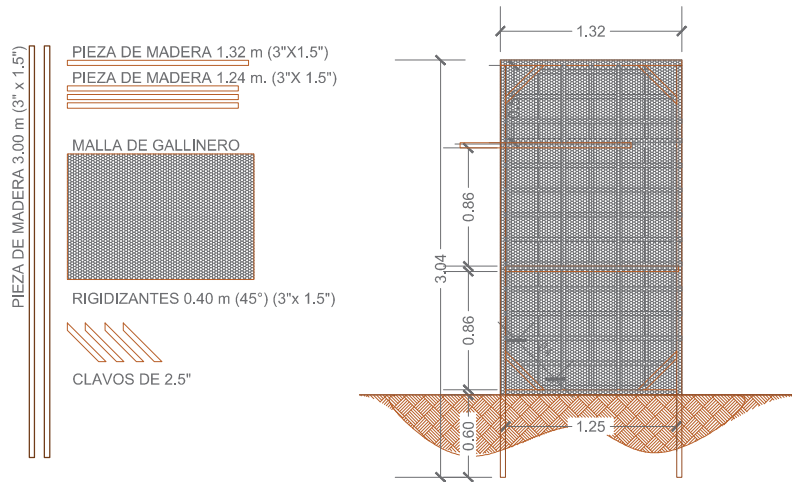 PIEZA DE MADERA 3.00 m (3" x 1.5")
PIEZA DE MADERA 1.32 m (3"X1.5")
PIEZA DE MADERA 1.24 m. (3"X 1.5")
MALLA DE GALLINERO
RIGIDIZANTES 0.40 m (45°) (3"x 1.5")
CLAVOS DE 2.5"
1.32
0.86
3.04
0.86
0.60
1.25